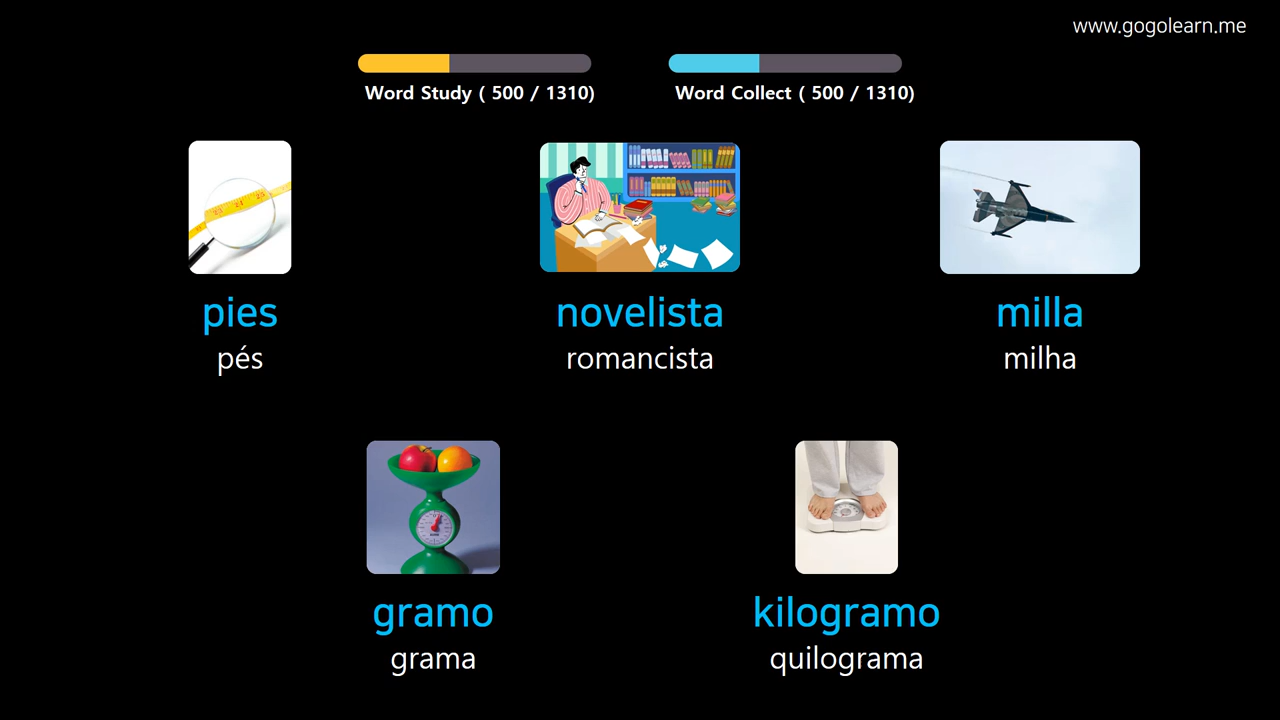 www.gogolearn.me
Word Study ( 500 / 1310)
Word Collect ( 500 / 1310)
pies
pés
novelista
romancista
milla
milha
gramo
grama
kilogramo
quilograma